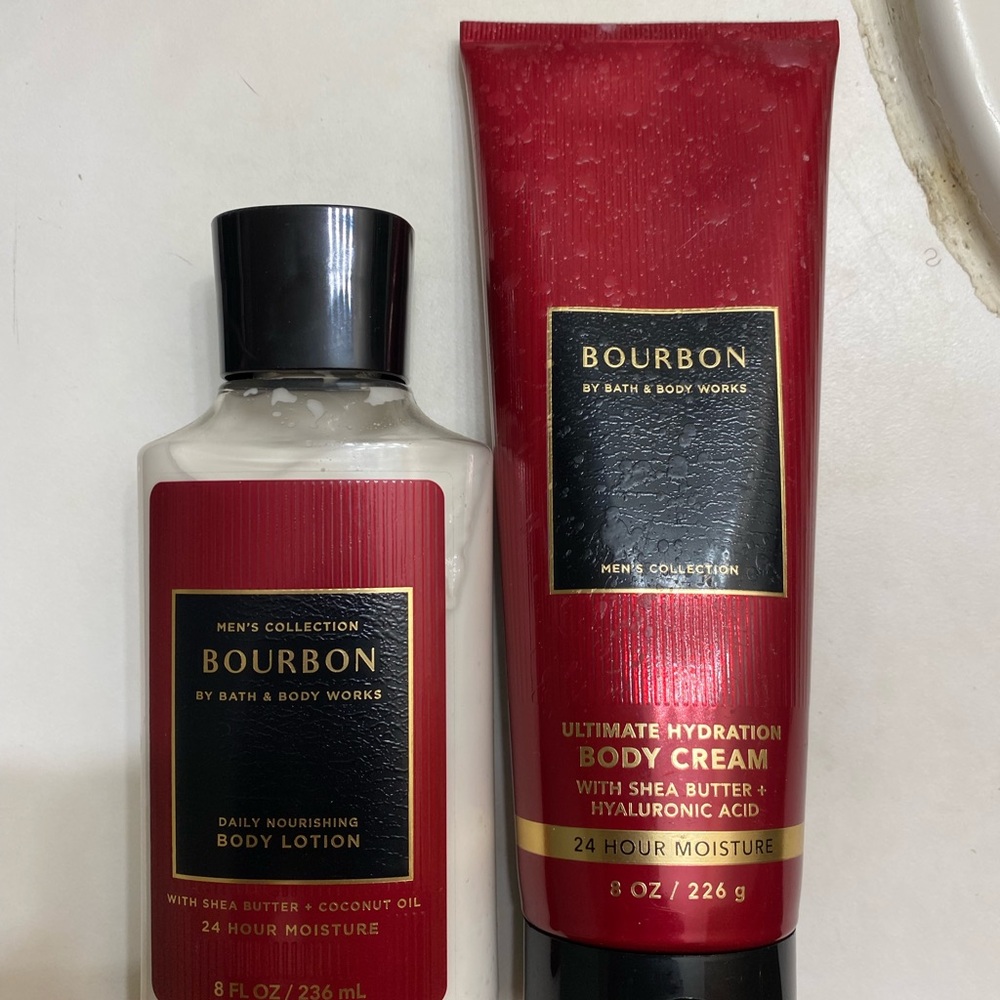 MEN'S COLLECTION
BOURBON
BY BATH & BODY WORKS
DAILY NOURISHING
BODY LOTION
WITH SHEA BUTTER + COCONUT OIL
24 HOUR MOISTURE
8 FL OZ / 236 mL
BOURBON
BY BATH & BODY WORKS
MEN'S COLLECTION
ULTIMATE HYDRATION
BODY CREAM
WITH SHEA BUTTER +
HYALURONIC ACID
24 HOUR MOISTURE
8 OZ / 226 g